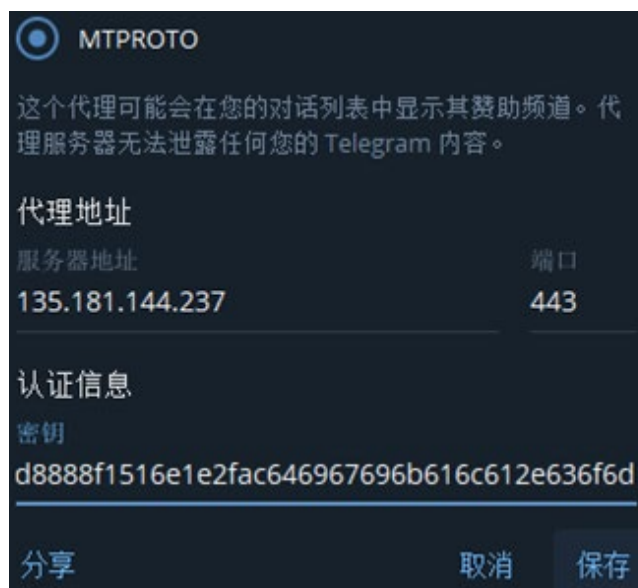 MTPROTO
这个代理可能会在您的对话列表中显示其赞助频道。代
理服务器无法泄露任何您的 Telegram 内容。
代理地址
服务器地址 端口
135.181.144.237 443
认证信息
密钥
d8888f1516e1e2fac646967696b616c612e636f6d
分享 取消 保存